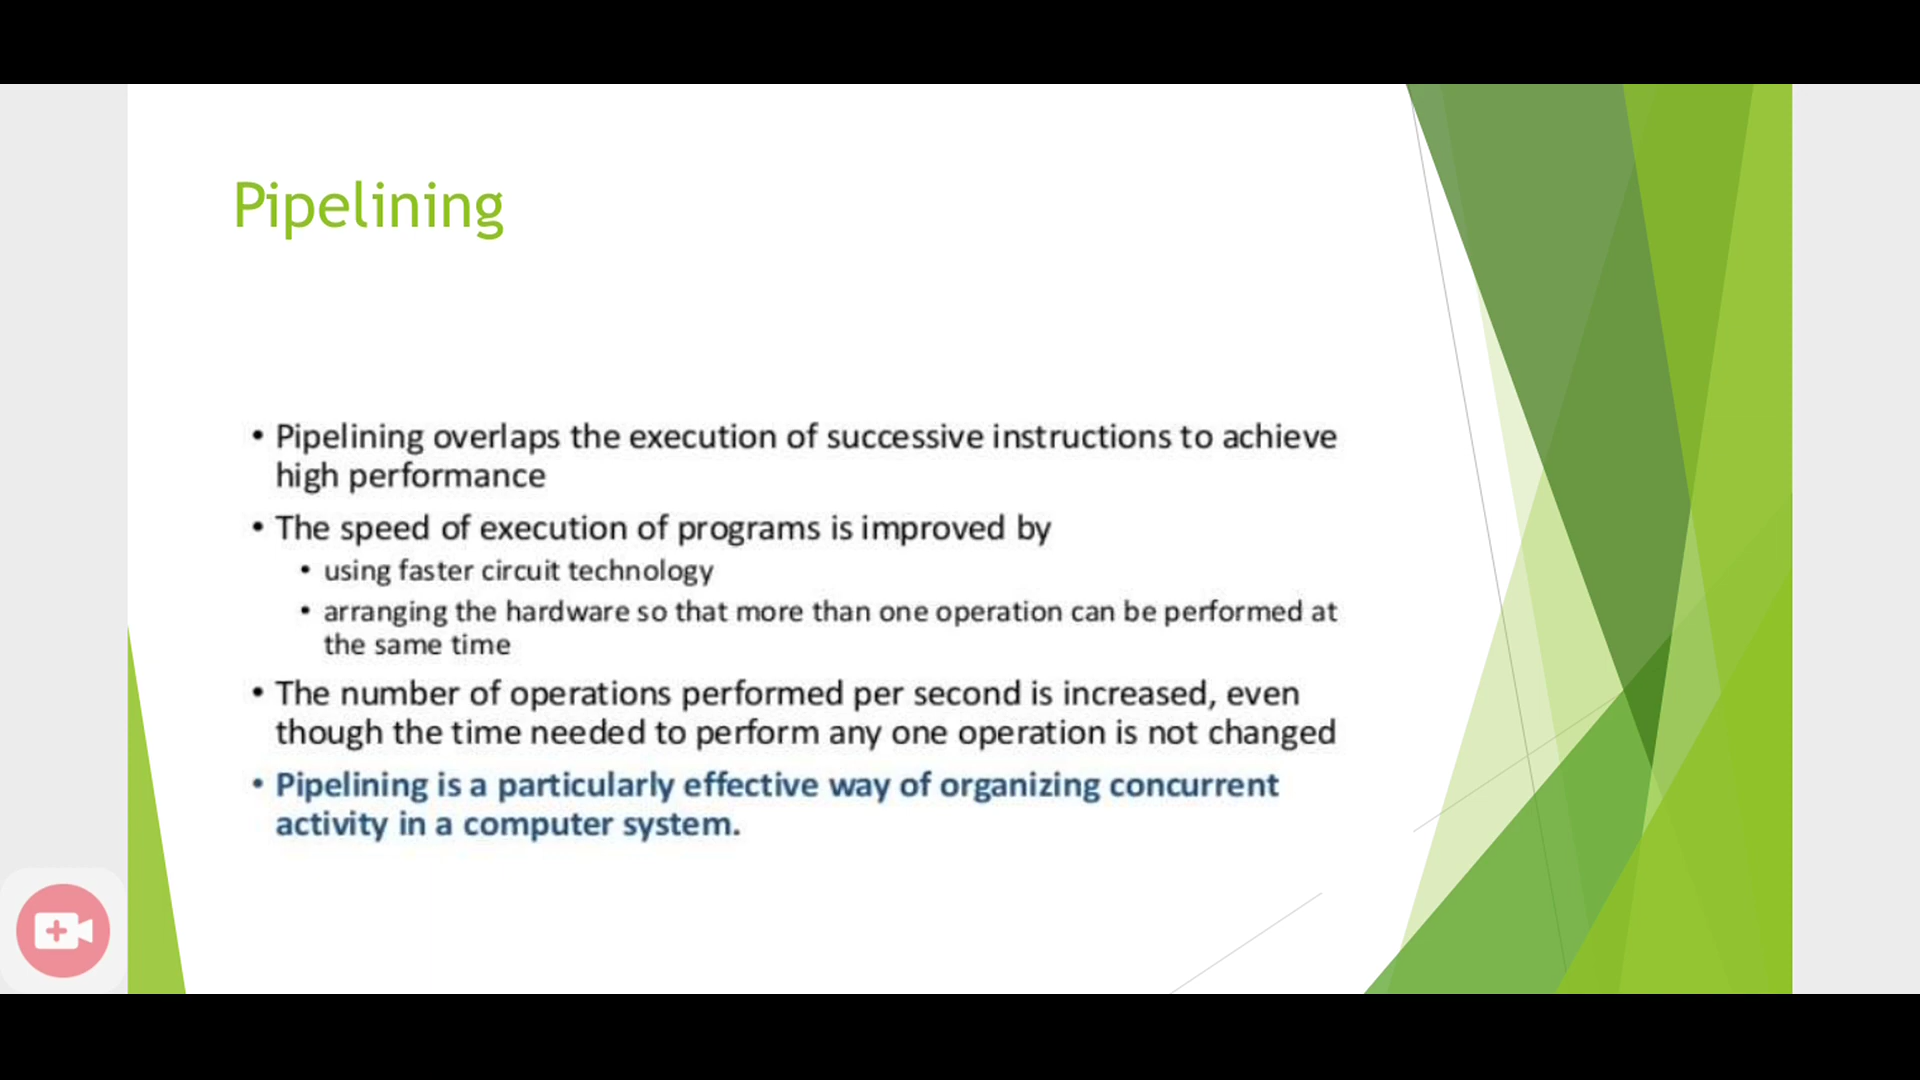 Pipelining
• Pipelining overlaps the execution of successive instructions to achieve
high performance
• The speed of execution of programs is improved by
• using faster circuit technology
• arranging the hardware so that more than one operation can be performed at
the same time
• The number of operations performed per second is increased, even
though the time needed to perform any one operation is not changed
• Pipelining is a particularly effective way of organizing concurrent
activity in a computer system.